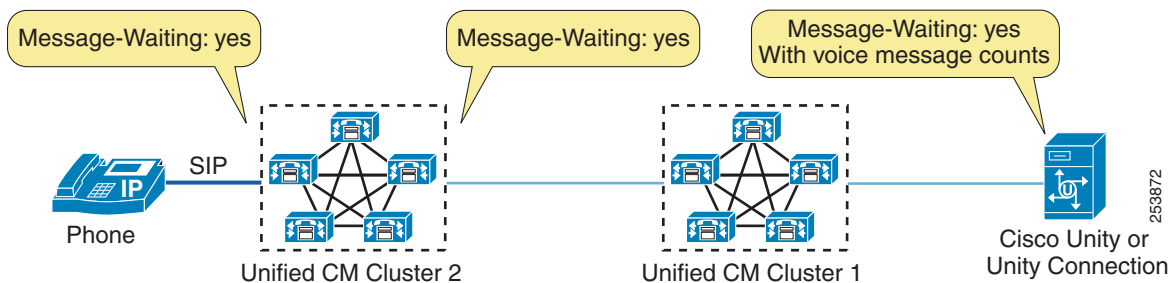 Message-Waiting: yes
Message-Waiting: yes
Message-Waiting: yes
With voice message counts
SIP
IP
Phone
Unified CM Cluster 2
Unified CM Cluster 1
U
Cisco Unity or
Unity Connection
253872